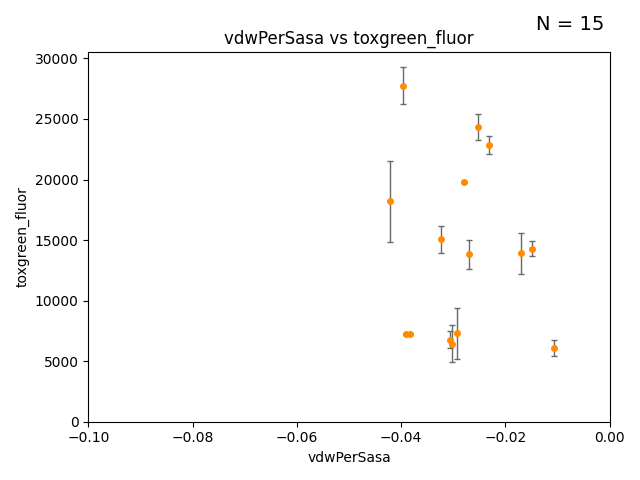 N = 15
vdwPerSasa vs toxgreen_fluor
30000
25000
20000
15000
10000
5000
0
toxgreen_fluor
−0.10 −0.08 −0.06 −0.04 −0.02 0.00
vdwPerSasa